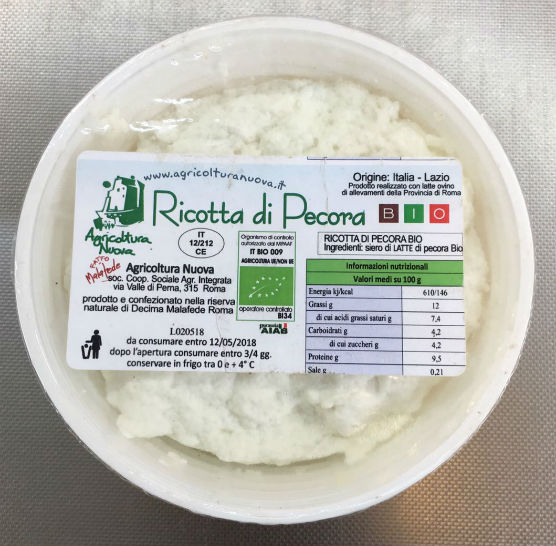 www.agricolturanuova.it
Ricotta di Pecora
Agricoltura
Nuova
FATTO
Malafede
IT
12/212
CE
Agricoltura Nuova
soc. Coop. Sociale Agr. Integrata
via Valle di Perna, 315 Roma
prodotto e confezionato nella riserva
naturale di Decima Malafede Roma
L020518
da consumare entro 12/05/2018
dopo l'apertura consumare entro 3/4 gg.
conservare in frigo tra 0 e + 4° C
Organismo di controllo
autorizzato dal MIPAAF
IT BIO 009
AGRICOLTURA UE/NON UE
operatore controllato
BI34
garanzia
AIAB
Origine: Italia - Lazio
Prodotto realizzato con latte ovino
di allevamenti della Provincia di Roma
B I O
RICOTTA DI PECORA BIO
Ingredienti: siero di LATTE di pecora Bio
Informazioni nutrizionali
Valori medi su 100 g
Energia kj/kcal 610/146
Grassi g 12
di cui acidi grassi saturi g 7,4
Carboidrati g 4,2
di cui zuccheri g 4,2
Proteine g 9,5
Sale g 0,21